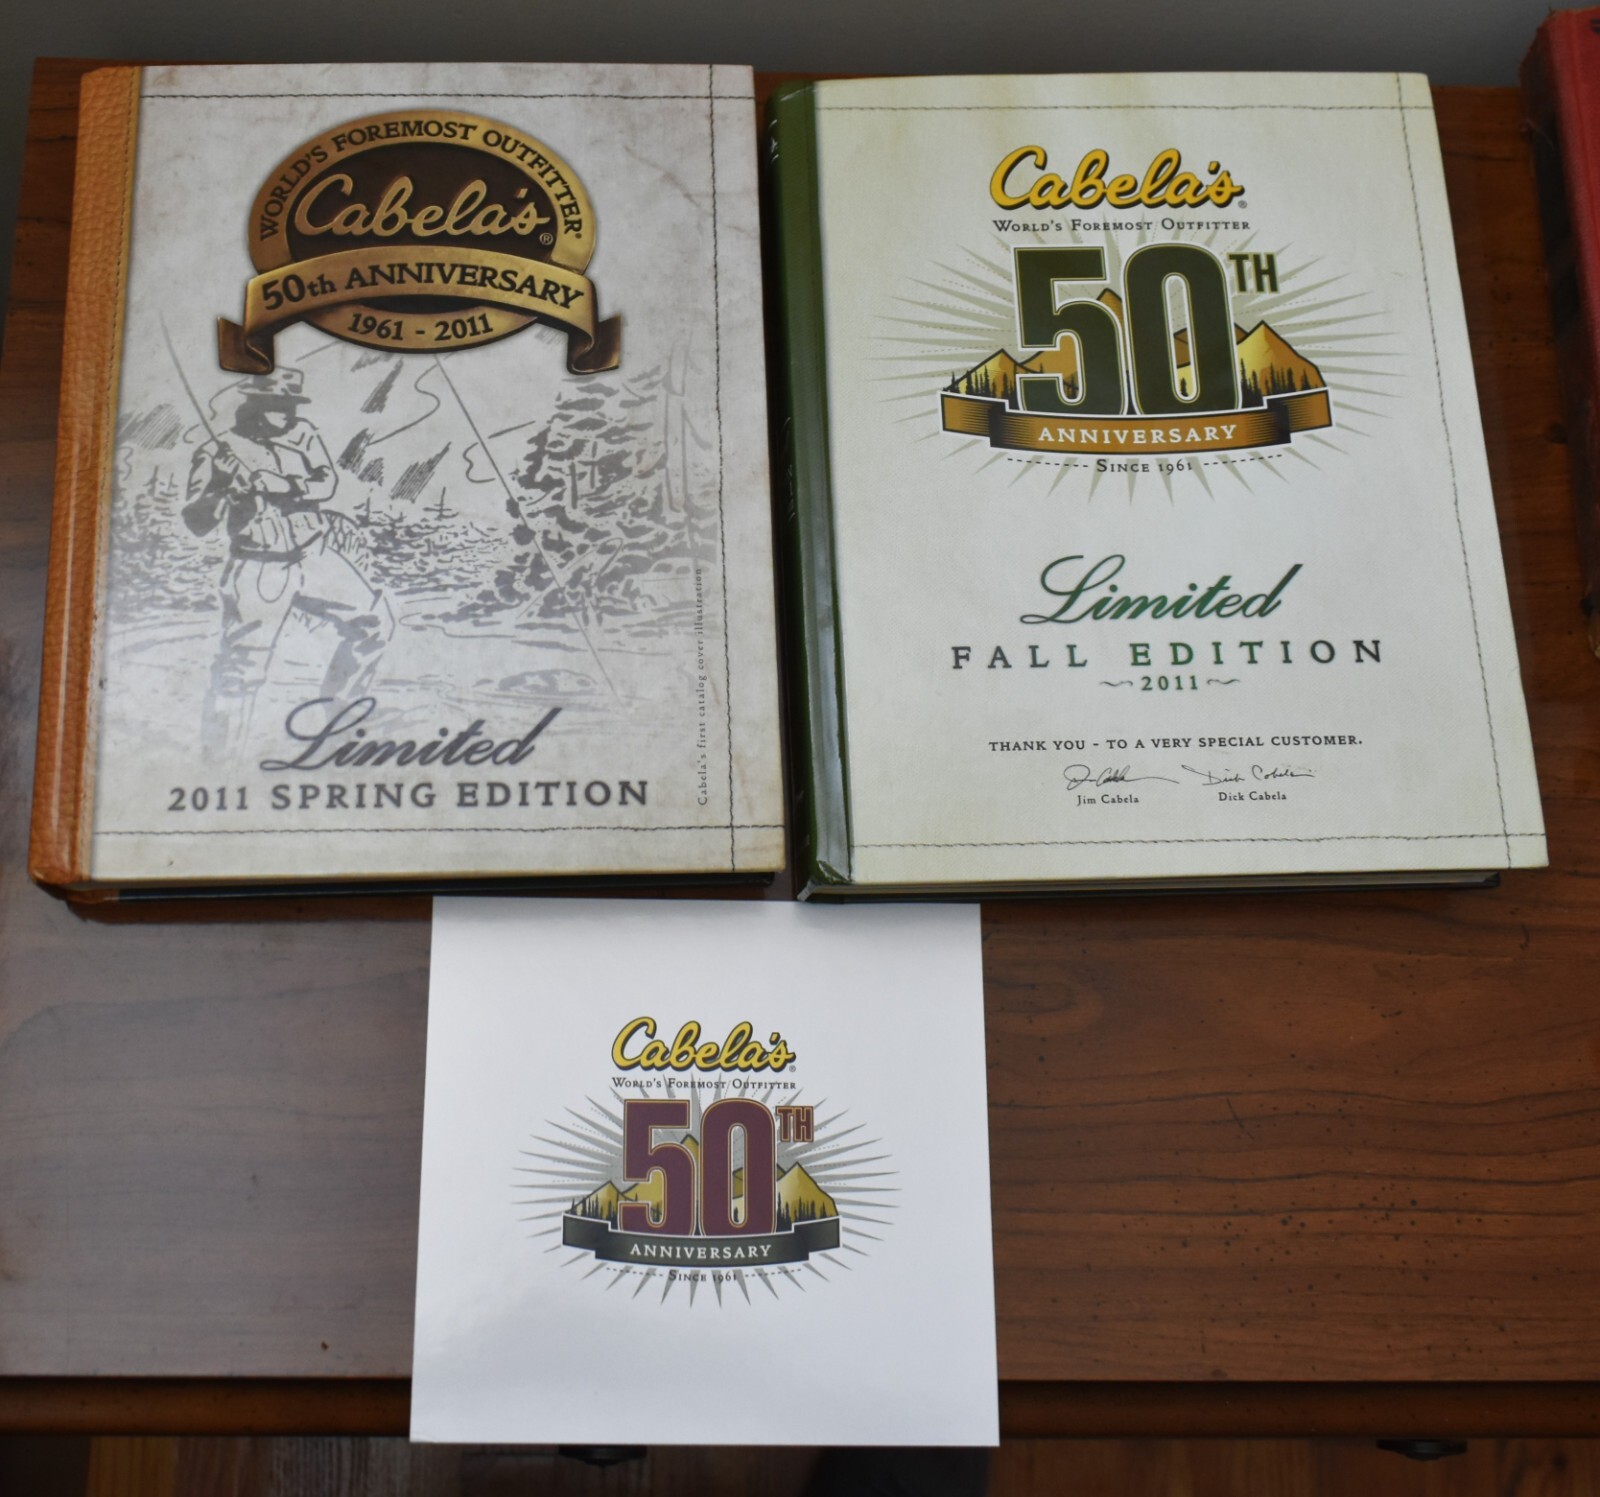 WORLD'S FOREMOST OUTFITTER®
Cabela's®
50th ANNIVERSARY
1961 - 2011
Cabela's first catalog cover illustration
Limited
2011 SPRING EDITION
Cabela's®
WORLD'S FOREMOST OUTFITTER
50TH
ANNIVERSARY
SINCE 1961
Limited
FALL EDITION
2011
THANK YOU - TO A VERY SPECIAL CUSTOMER.
Jim Cabela
Dick Cabela
Cabela's®
WORLD'S FOREMOST OUTFITTER
50TH
ANNIVERSARY
SINCE 1961